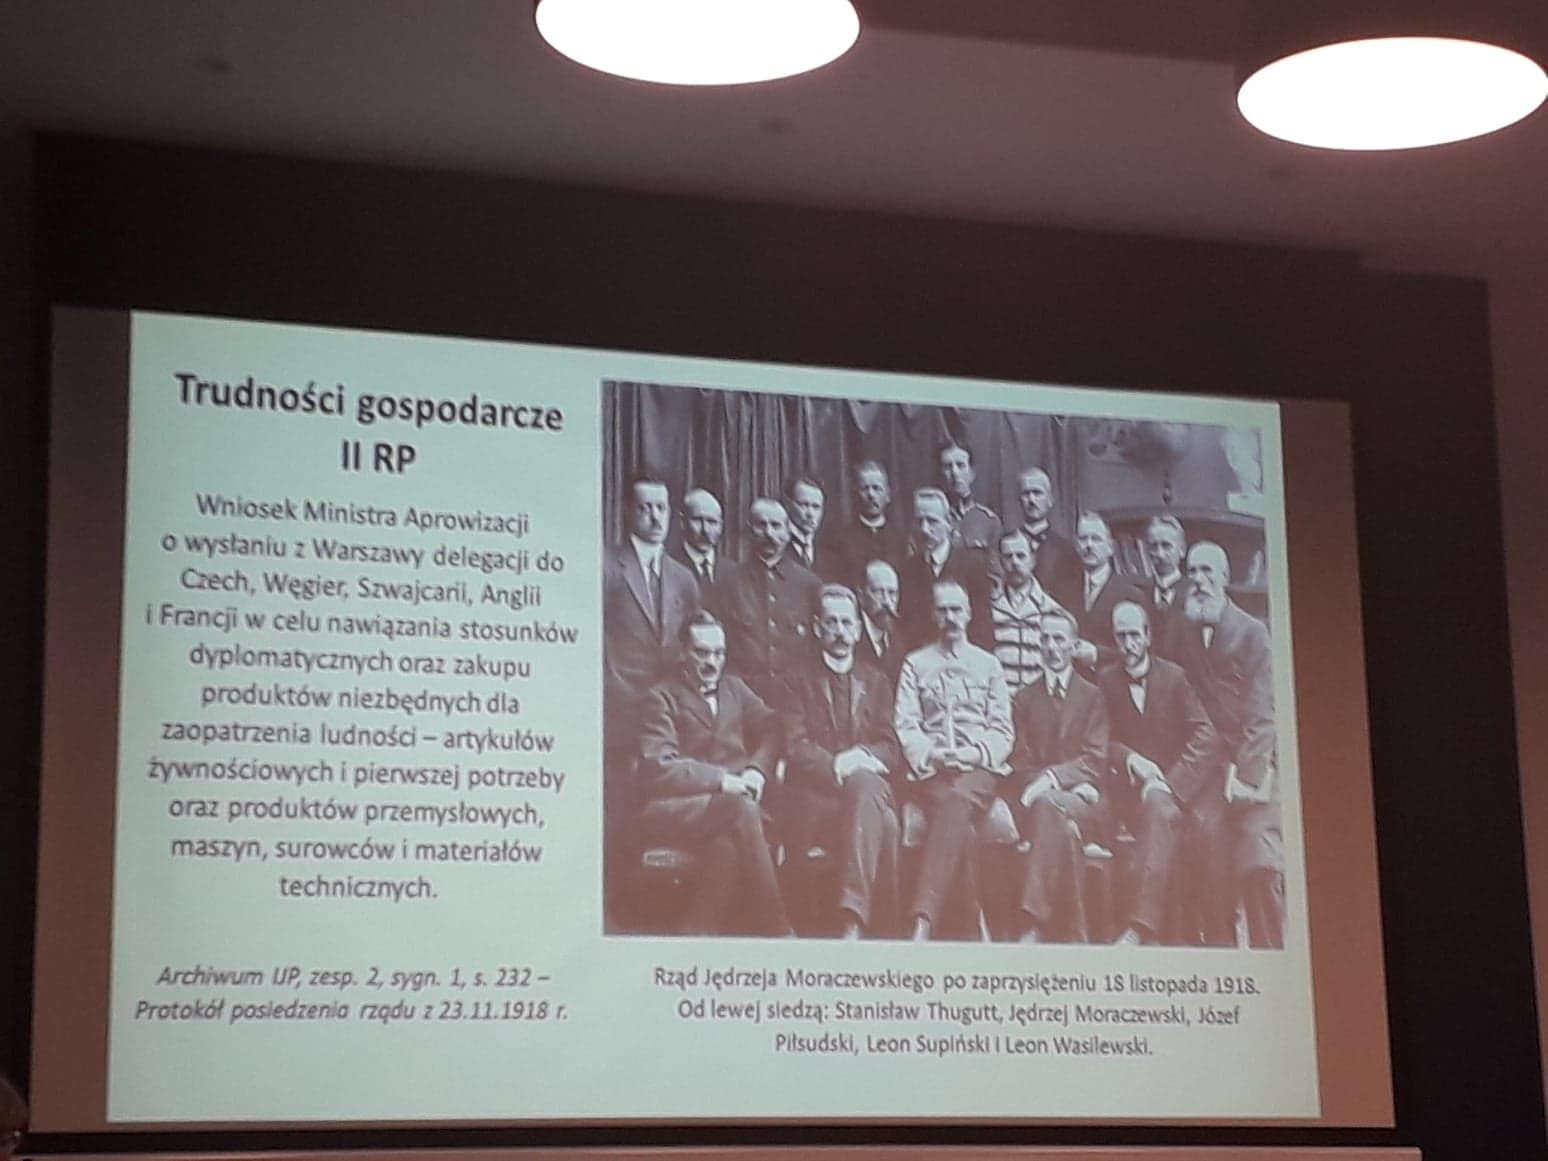 Trudności gospodarcze
II RP
Wniosek Ministra Aprowizacji
o wysłaniu z Warszawy delegacji do
Czech, Węgier, Szwajcarii, Anglii
i Francji w celu nawiązania stosunków
dyplomatycznych oraz zakupu
produktów niezbędnych dla
zaopatrzenia ludności – artykułów
żywnościowych i pierwszej potrzeby
oraz produktów przemysłowych,
maszyn, surowców i materiałów
technicznych.
Archiwum IJP, zesp. 2, sygn. 1, s. 232 –
Protokół posiedzenia rządu z 23.11.1918 r.
Rząd Jędrzeja Moraczewskiego po zaprzysiężeniu 18 listopada 1918.
Od lewej siedzą: Stanisław Thugutt, Jędrzej Moraczewski, Józef
Piłsudski, Leon Supiński i Leon Wasilewski.